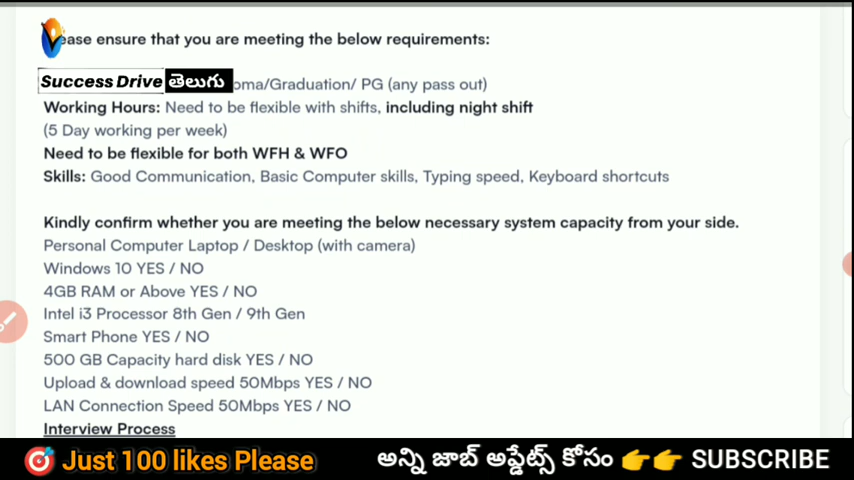 ease ensure that you are meeting the below requirements:
Success Drive తెలుగు oma/Graduation/ PG (any pass out)
Working Hours: Need to be flexible with shifts, including night shift
(5 Day working per week)
Need to be flexible for both WFH & WFO
Skills: Good Communication, Basic Computer skills, Typing speed, Keyboard shortcuts
Kindly confirm whether you are meeting the below necessary system capacity from your side.
Personal Computer Laptop / Desktop (with camera)
Windows 10 YES / NO
4GB RAM or Above YES / NO
Intel i3 Processor 8th Gen / 9th Gen
Smart Phone YES / NO
500 GB Capacity hard disk YES / NO
Upload & download speed 50Mbps YES / NO
LAN Connection Speed 50Mbps YES / NO
Interview Process
Just 100 likes Please అన్ని జాబ్ అప్డేట్స్ కోసం 👉👉 SUBSCRIBE